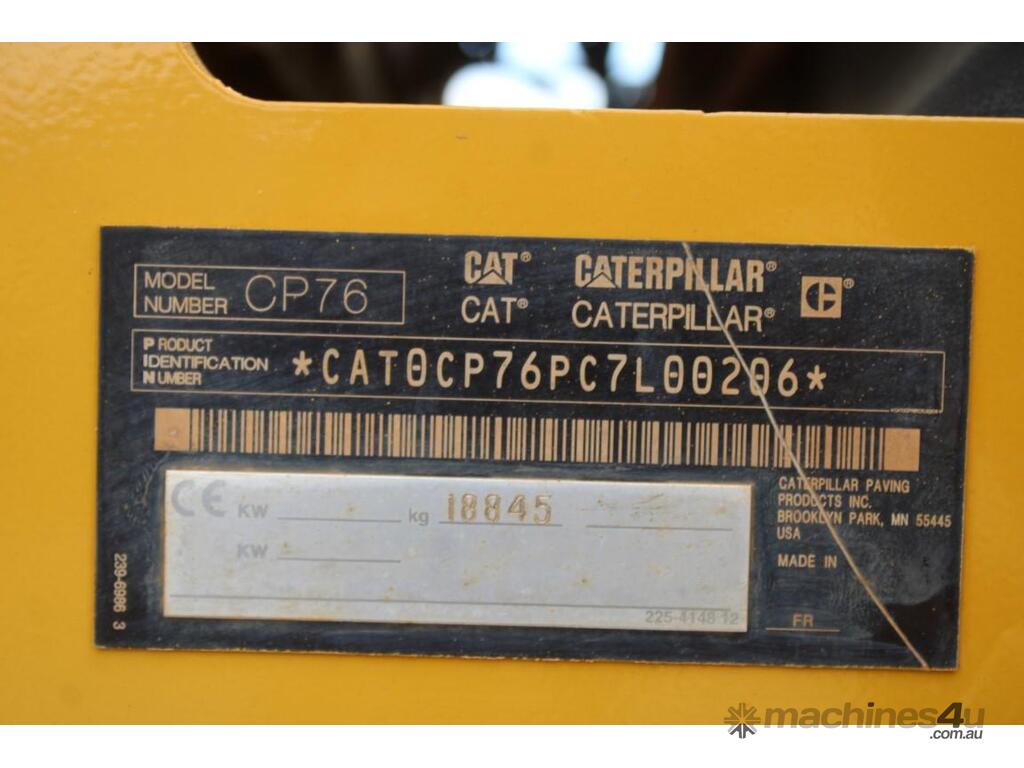 MODEL NUMBER CP76
CAT® CATERPILLAR® CE®
CAT® CATERPILLAR®
PRODUCT IDENTIFICATION NUMBER *CAT0CP76PC7L00206*
CE KW kg 18845
KW
225-4148 12
239-6986 3
CATERPILLAR PAVING
PRODUCTS INC.
BROOKLYN PARK, MN 55445
USA
MADE IN
FR
machines4u
.com.au